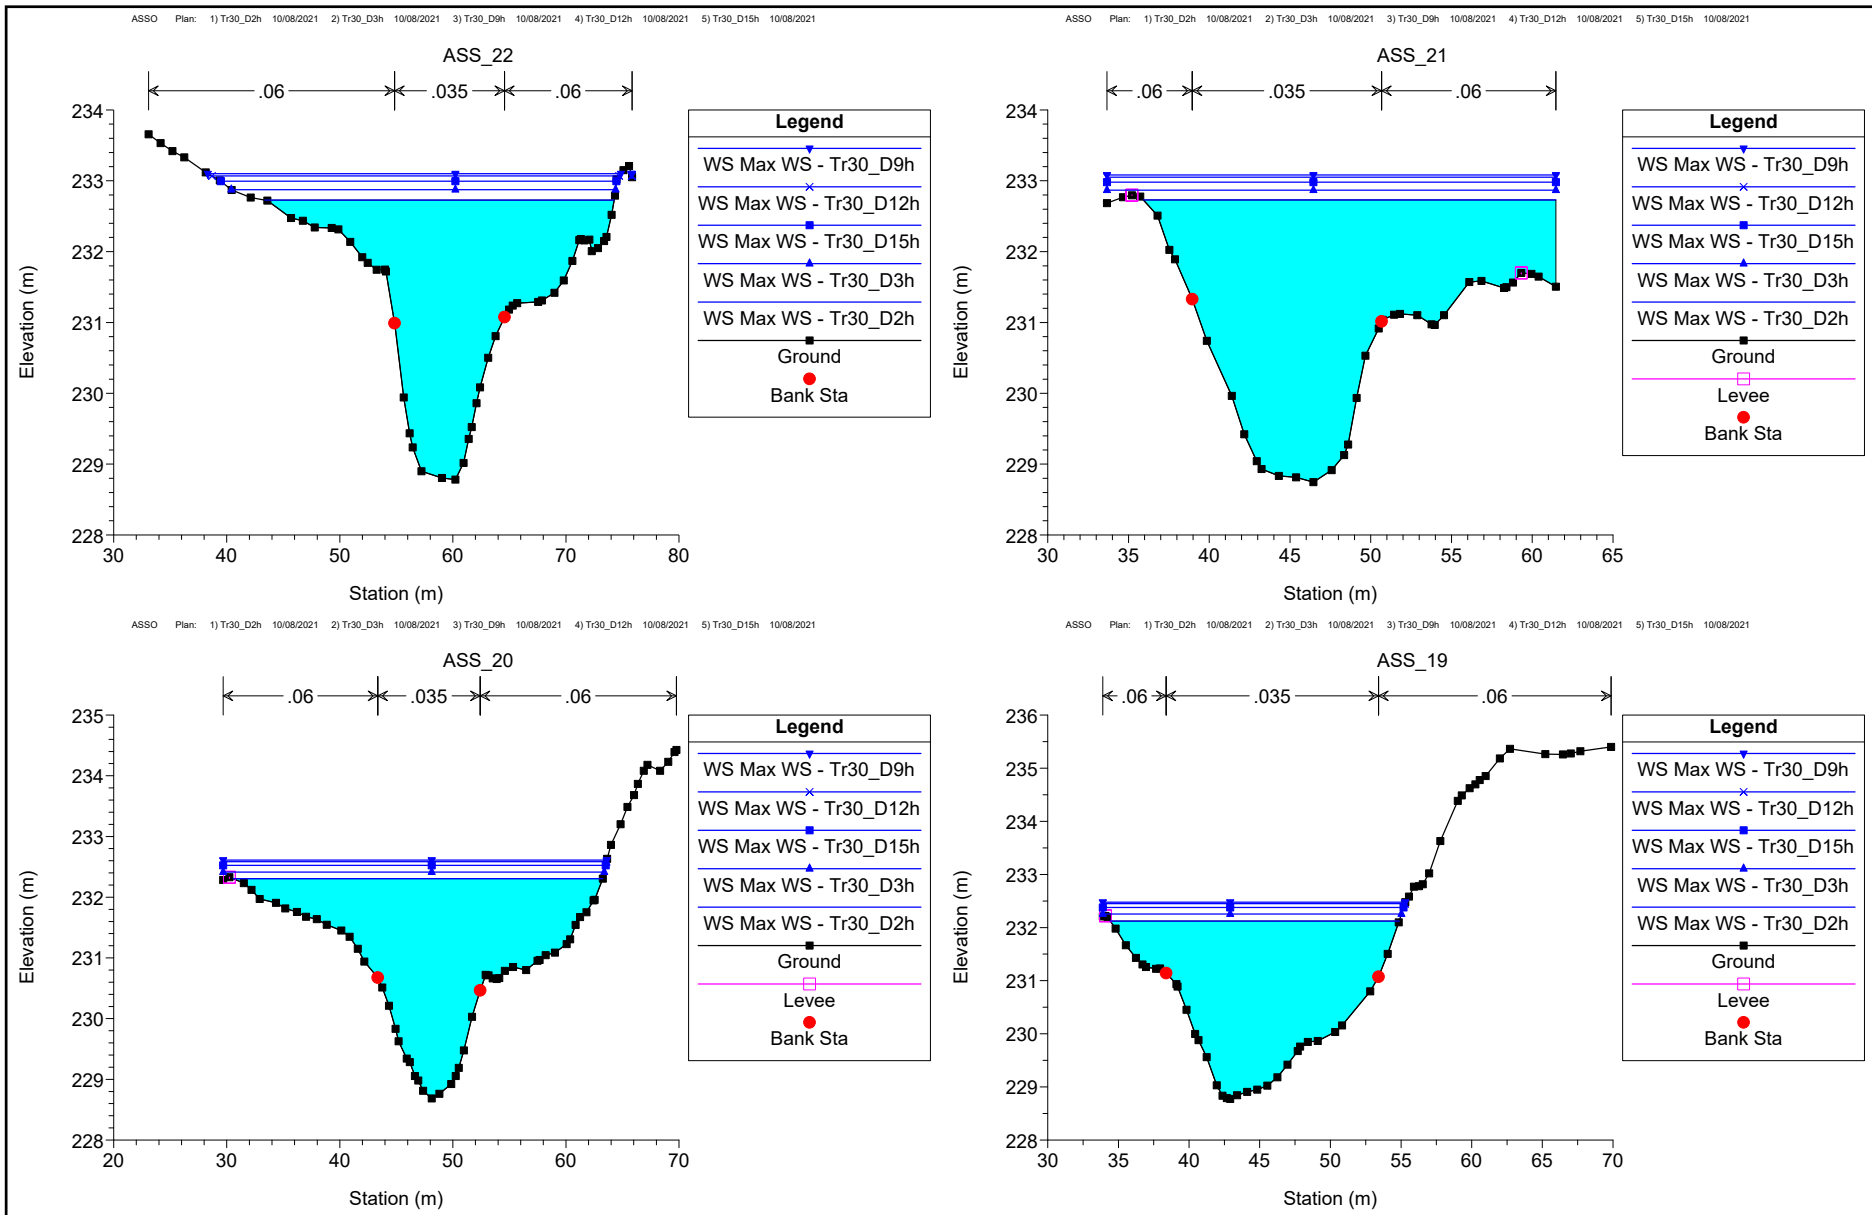 ASSO Plan: 1) Tr30_D2h 10/08/2021 2) Tr30_D3h 10/08/2021 3) Tr30_D9h 10/08/2021 4) Tr30_D12h 10/08/2021 5) Tr30_D15h 10/08/2021
ASS_22
.06 .035 .06
234
233
232
231
230
229
228
30 40 50 60 70 80
Elevation (m)
Station (m)
Legend
WS Max WS - Tr30_D9h
WS Max WS - Tr30_D12h
WS Max WS - Tr30_D15h
WS Max WS - Tr30_D3h
WS Max WS - Tr30_D2h
Ground
Bank Sta
ASSO Plan: 1) Tr30_D2h 10/08/2021 2) Tr30_D3h 10/08/2021 3) Tr30_D9h 10/08/2021 4) Tr30_D12h 10/08/2021 5) Tr30_D15h 10/08/2021
ASS_21
.06 .035 .06
234
233
232
231
230
229
228
30 35 40 45 50 55 60 65
Elevation (m)
Station (m)
Legend
WS Max WS - Tr30_D9h
WS Max WS - Tr30_D12h
WS Max WS - Tr30_D15h
WS Max WS - Tr30_D3h
WS Max WS - Tr30_D2h
Ground
Levee
Bank Sta
ASSO Plan: 1) Tr30_D2h 10/08/2021 2) Tr30_D3h 10/08/2021 3) Tr30_D9h 10/08/2021 4) Tr30_D12h 10/08/2021 5) Tr30_D15h 10/08/2021
ASS_20
.06 .035 .06
235
234
233
232
231
230
229
228
20 30 40 50 60 70
Elevation (m)
Station (m)
Legend
WS Max WS - Tr30_D9h
WS Max WS - Tr30_D12h
WS Max WS - Tr30_D15h
WS Max WS - Tr30_D3h
WS Max WS - Tr30_D2h
Ground
Levee
Bank Sta
ASSO Plan: 1) Tr30_D2h 10/08/2021 2) Tr30_D3h 10/08/2021 3) Tr30_D9h 10/08/2021 4) Tr30_D12h 10/08/2021 5) Tr30_D15h 10/08/2021
ASS_19
.06 .035 .06
236
235
234
233
232
231
230
229
228
30 35 40 45 50 55 60 65 70
Elevation (m)
Station (m)
Legend
WS Max WS - Tr30_D9h
WS Max WS - Tr30_D12h
WS Max WS - Tr30_D15h
WS Max WS - Tr30_D3h
WS Max WS - Tr30_D2h
Ground
Levee
Bank Sta